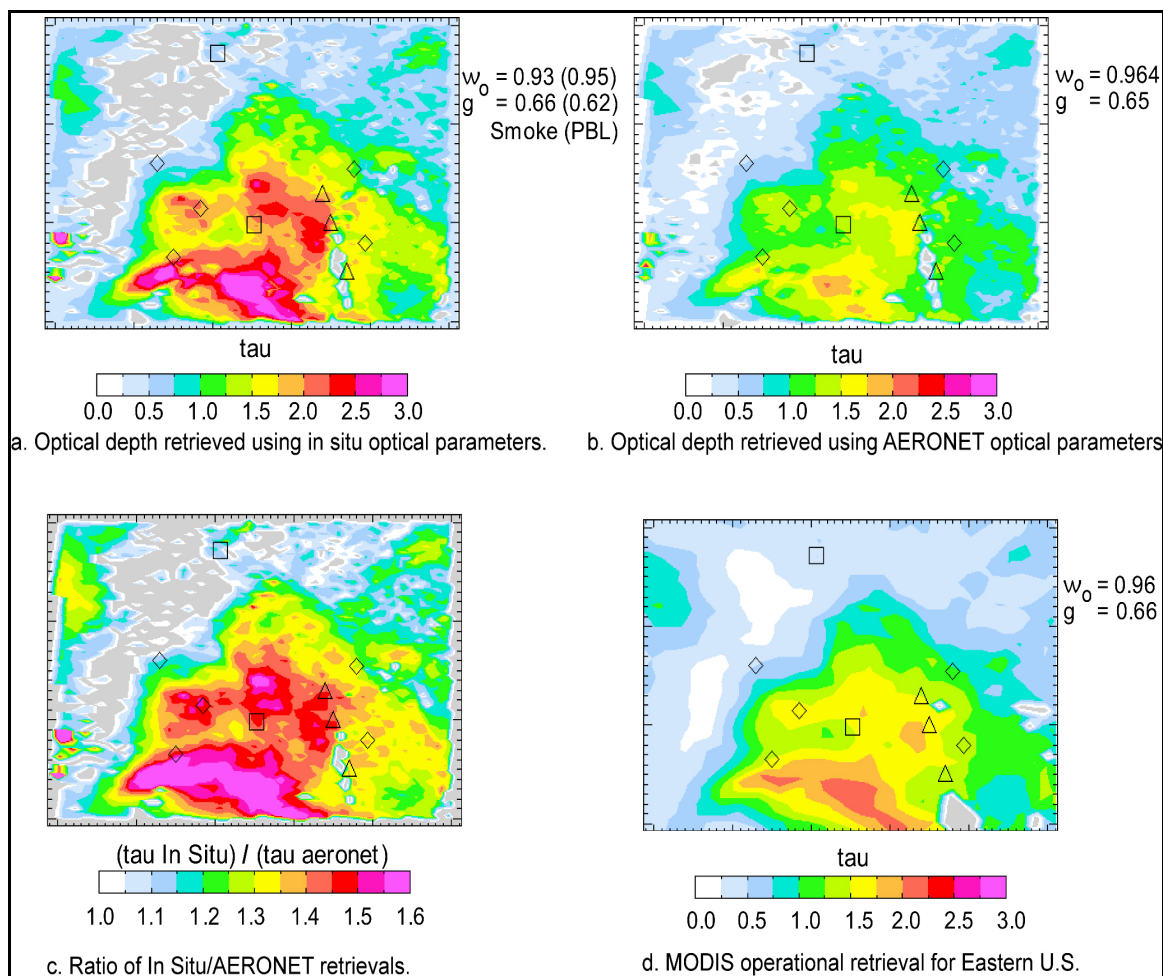 w_o = 0.93 (0.95)
g = 0.66 (0.62)
Smoke (PBL)
w_o = 0.964
g = 0.65
tau
0.0 0.5 1.0 1.5 2.0 2.5 3.0
a. Optical depth retrieved using in situ optical parameters.
tau
0.0 0.5 1.0 1.5 2.0 2.5 3.0
b. Optical depth retrieved using AERONET optical parameters
w_o = 0.96
g = 0.66
(tau In Situ) / (tau aeronet)
1.0 1.1 1.2 1.3 1.4 1.5 1.6
c. Ratio of In Situ/AERONET retrievals.
tau
0.0 0.5 1.0 1.5 2.0 2.5 3.0
d. MODIS operational retrieval for Eastern U.S.